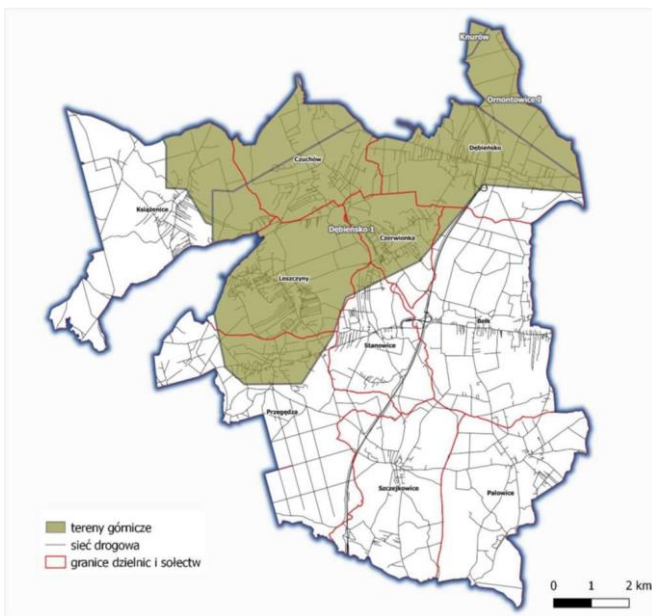 Knurów
Ornontowice I
Dębieńsko
Czuchów
Książenice
Dębieńsko 1
Czerwionka
Leszczyny
Stanowice
Bełk
Przegędza
Szczejkowice
Palowice
tereny górnicze
sieć drogowa
granice dzielnic i sołectw
0 1 2 km